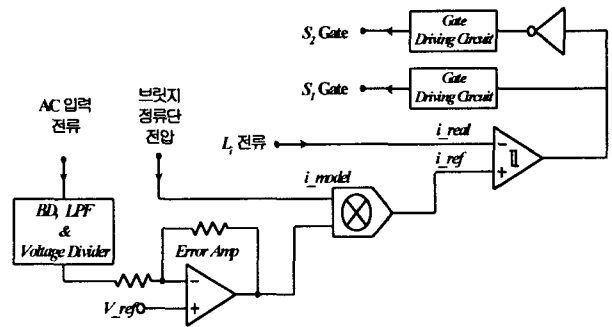 S₂ Gate
Gate
Driving Circuit
S₁ Gate
Gate
Driving Circuit
AC 입력
전류
브릿지
정류단
전압
Lᵢ 전류
i_real
i_ref
i_model
BD, LPF
&
Voltage Divider
Error Amp
V_ref
-
+
-
+